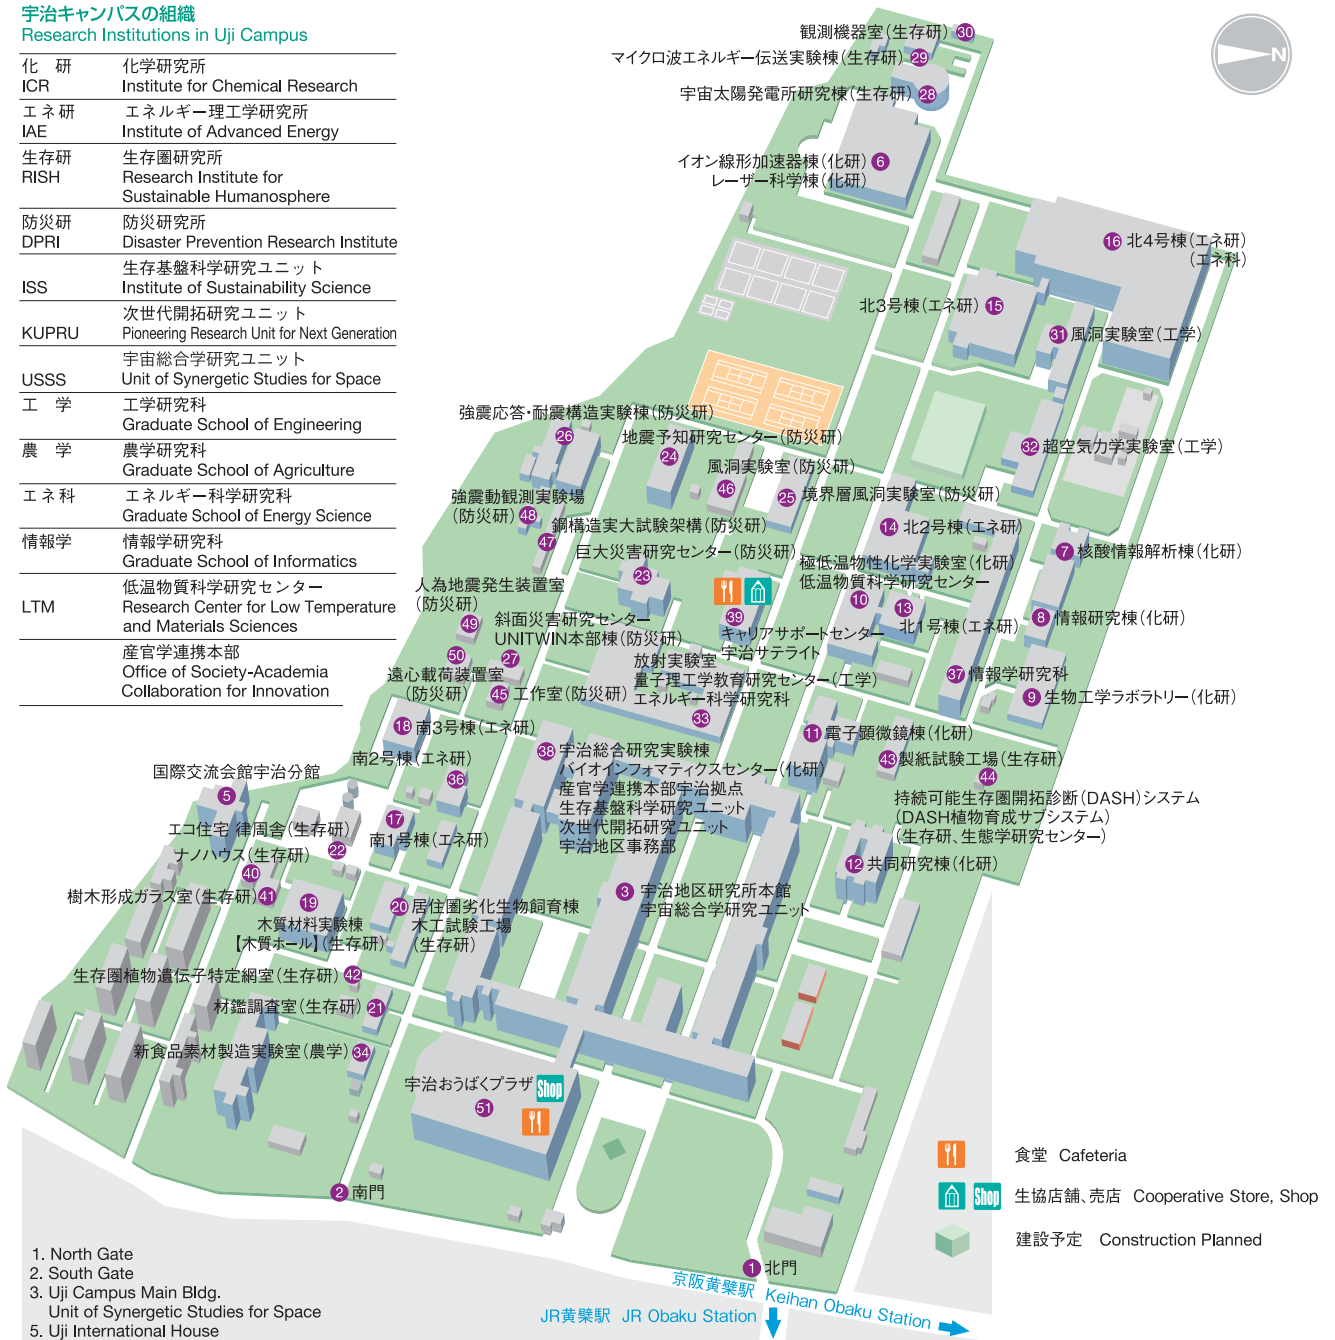 宇治キャンパスの組織
Research Institutions in Uji Campus
化 研 化学研究所
ICR Institute for Chemical Research
エネ研 エネルギー理工学研究所
IAE Institute of Advanced Energy
生存研 生存圏研究所
RISH Research Institute for
Sustainable Humanosphere
防災研 防災研究所
DPRI Disaster Prevention Research Institute
生存基盤科学研究ユニット
ISS Institute of Sustainability Science
次世代開拓研究ユニット
KUPRU Pioneering Research Unit for Next Generation
宇宙総合学研究ユニット
USSS Unit of Synergetic Studies for Space
工 学 工学研究科
Graduate School of Engineering
農 学 農学研究科
Graduate School of Agriculture
エネ科 エネルギー科学研究科
Graduate School of Energy Science
情報学 情報学研究科
Graduate School of Informatics
低温物質科学研究センター
LTM Research Center for Low Temperature
and Materials Sciences
産官学連携本部
Office of Society-Academia
Collaboration for Innovation
N
観測機器室(生存研) 30
マイクロ波エネルギー伝送実験棟(生存研) 29
宇宙太陽発電所研究棟(生存研) 28
イオン線形加速器棟(化研) 6
レーザー科学棟(化研)
16 北4号棟(エネ研)
(エネ科)
北3号棟(エネ研) 15
31 風洞実験室(工学)
強震応答・耐震構造実験棟(防災研)
26
地震予知研究センター(防災研)
24
32 超空気力学実験室(工学)
風洞実験室(防災研)
46
25 境界層風洞実験室(防災研)
強震動観測実験場
(防災研) 48
14 北2号棟(エネ研)
鋼構造実大試験架構(防災研)
47
7 核酸情報解析棟(化研)
巨大災害研究センター(防災研)
23
極低温物性化学実験室(化研)
低温物質科学研究センター
10
人為地震発生装置室
(防災研)
49
39
キャリアサポートセンター
宇治サテライト
13
北1号棟(エネ研)
8 情報研究棟(化研)
斜面災害研究センター
UNITWIN本部棟(防災研)
27
50
遠心載荷装置室
(防災研)
45 工作室(防災研)
放射実験室
量子理工学教育研究センター(工学)
エネルギー科学研究科
33
37 情報学研究科
9 生物工学ラボラトリー(化研)
18 南3号棟(エネ研)
11 電子顕微鏡棟(化研)
南2号棟(エネ研)
36
38 宇治総合研究実験棟
バイオインフォマティクスセンター(化研)
産官学連携本部宇治拠点
生存基盤科学研究ユニット
次世代開拓研究ユニット
宇治地区事務部
43 製紙試験工場(生存研)
44
持続可能生存圏開拓診断(DASH)システム
(DASH植物育成サブシステム)
(生存研、生態学研究センター)
国際交流会館宇治分館
5
17
南1号棟(エネ研)
エコ住宅 律周舎(生存研)
22
ナノハウス(生存研)
40
12 共同研究棟(化研)
樹木形成ガラス室(生存研) 41
19
木質材料実験棟
【木質ホール】(生存研)
20 居住圏劣化生物飼育棟
木工試験工場
(生存研)
3 宇治地区研究所本館
宇宙総合学研究ユニット
生存圏植物遺伝子特定網室(生存研) 42
材鑑調査室(生存研) 21
新食品素材製造実験室(農学) 34
宇治おうばくプラザ Shop
51
2 南門
1 北門
食堂 Cafeteria
Shop 生協店舗、売店 Cooperative Store, Shop
建設予定 Construction Planned
京阪黄檗駅 Keihan Obaku Station
JR黄檗駅 JR Obaku Station
1. North Gate
2. South Gate
3. Uji Campus Main Bldg.
Unit of Synergetic Studies for Space
5. Uji International House